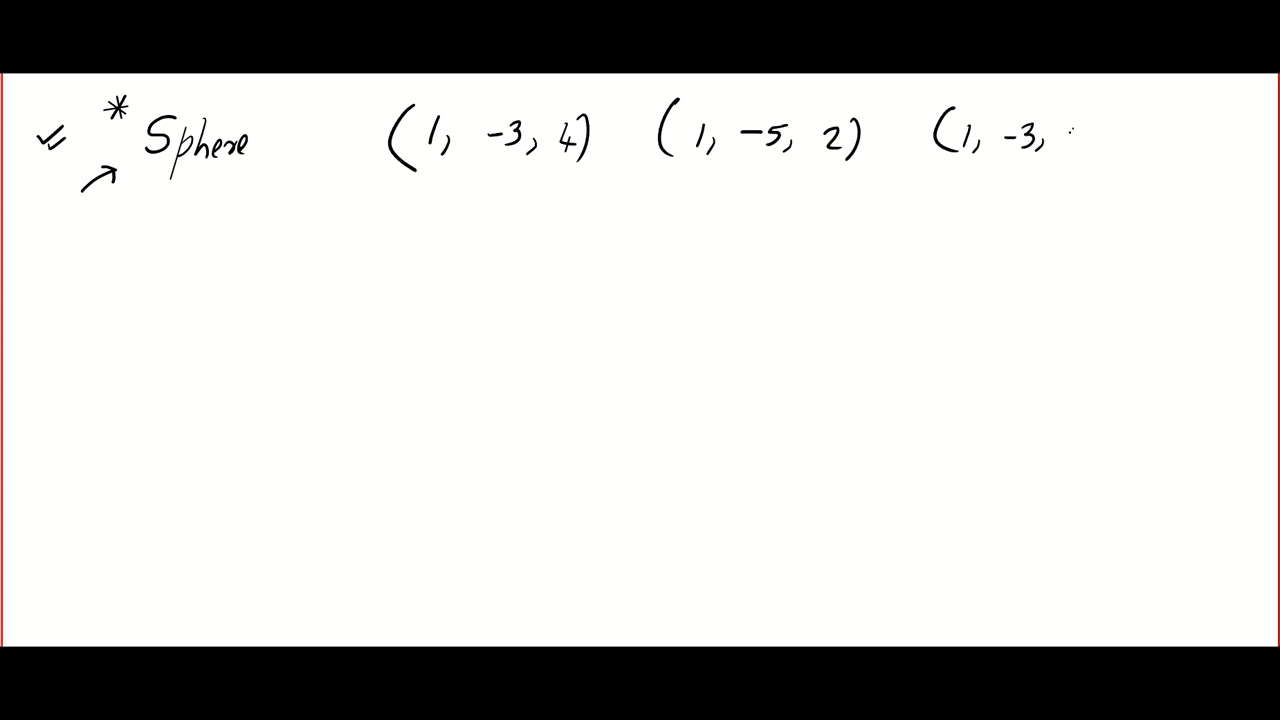 * Sphere (1, -3, 4) (1, -5, 2) (1, -3,